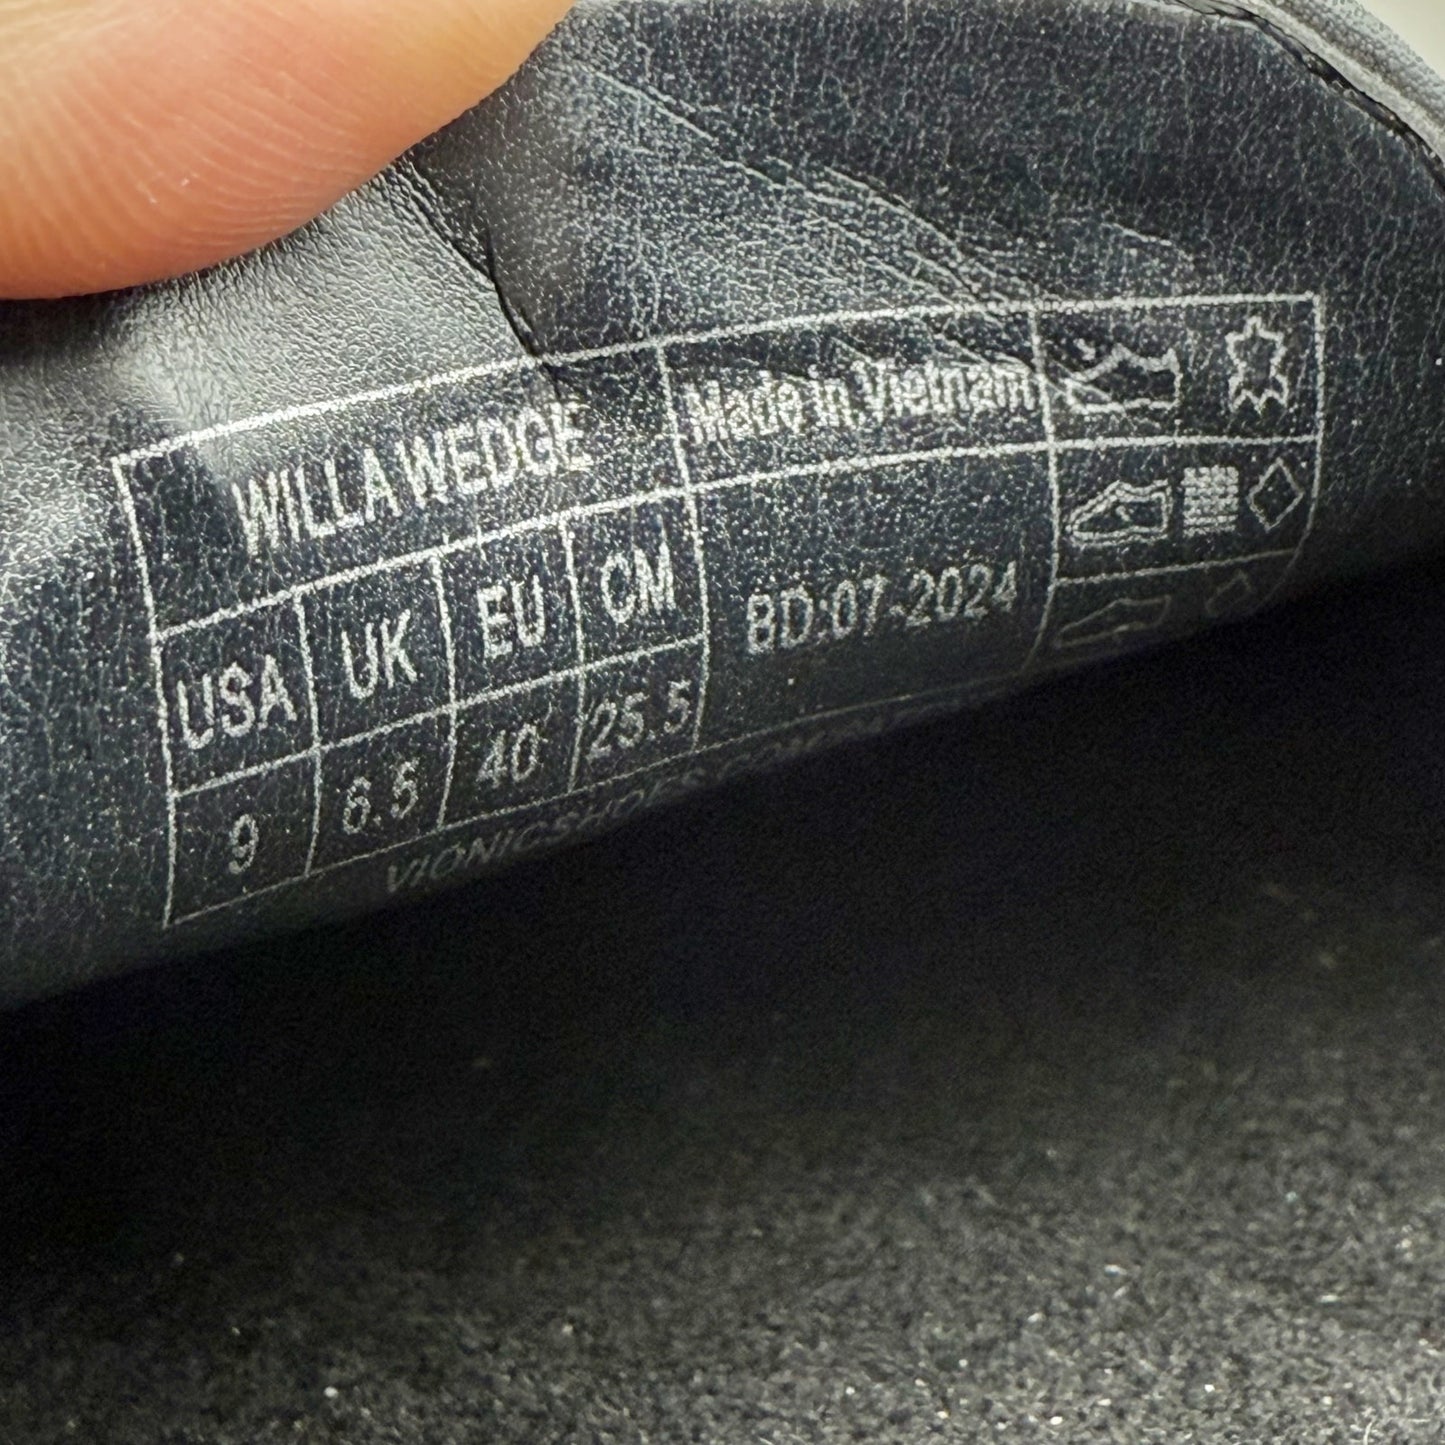 WILLA WEDGE
Made in Vietnam
USA UK EU CM
9 6.5 40 25.5
BD:07-2024
VIONICSHOES.COM